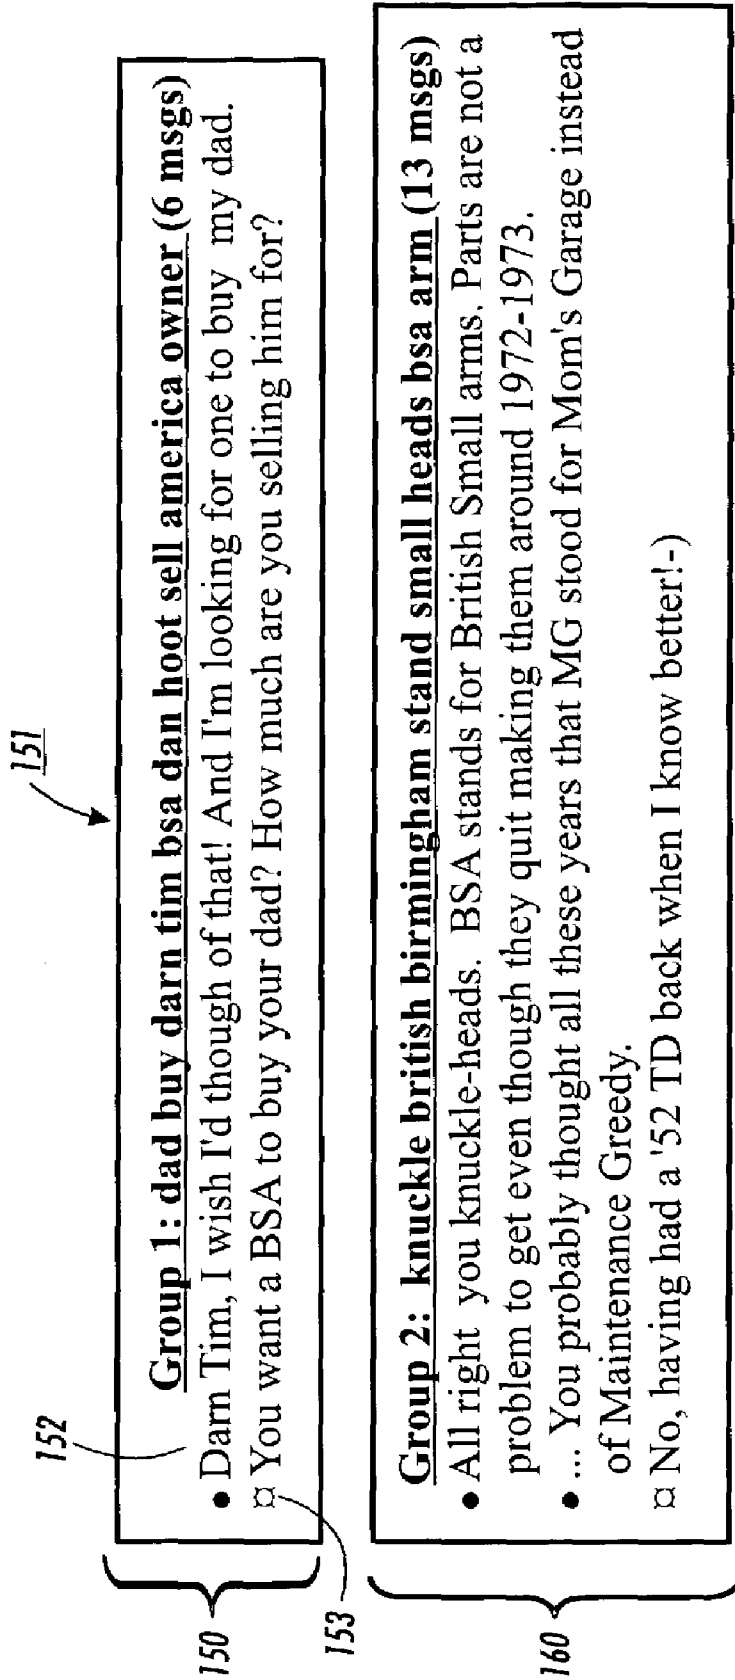 151
152
150
153
Group 1: dad buy darn tim bsa dan hoot sell america owner (6 msgs)
● Darn Tim, I wish I'd though of that! And I'm looking for one to buy my dad.
¤ You want a BSA to buy your dad? How much are you selling him for?
160
Group 2: knuckle british birmingham stand small heads bsa arm (13 msgs)
● All right you knuckle-heads. BSA stands for British Small arms. Parts are not a
problem to get even though they quit making them around 1972-1973.
● ... You probably thought all these years that MG stood for Mom's Garage instead
of Maintenance Greedy.
¤ No, having had a '52 TD back when I know better!-)